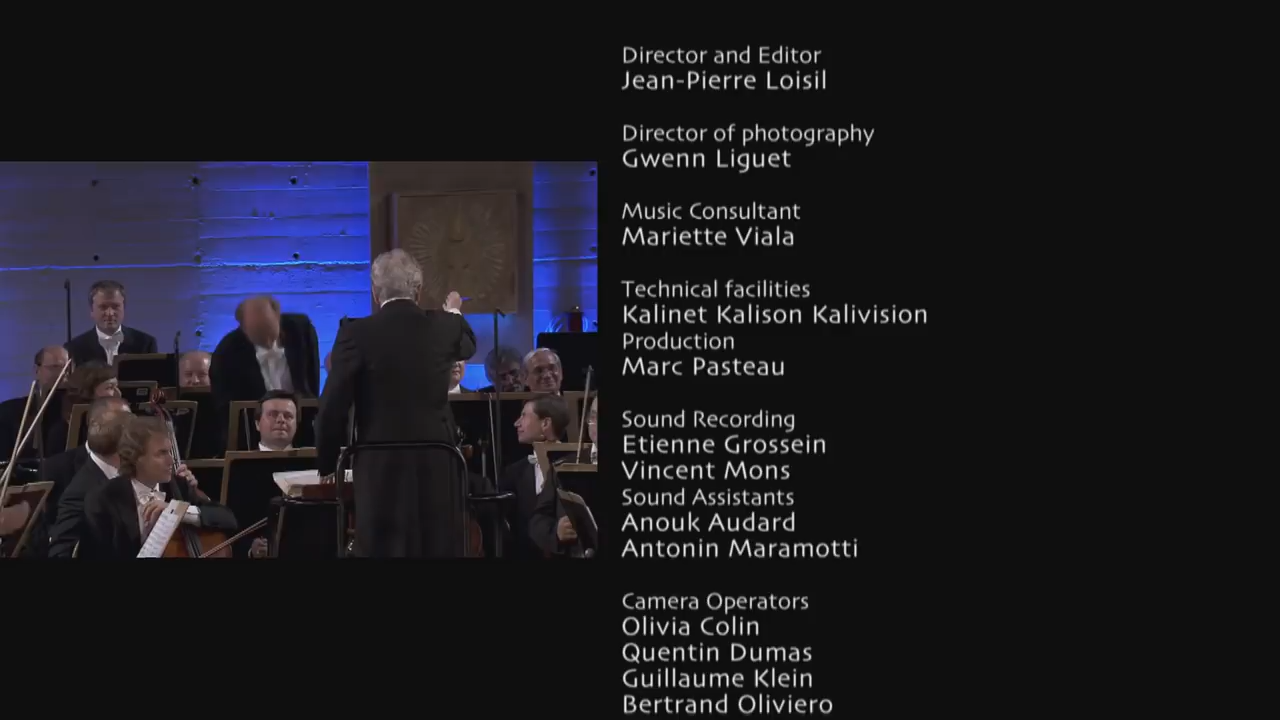 Director and Editor
Jean-Pierre Loisil
Director of photography
Gwenn Liguet
Music Consultant
Mariette Viala
Technical facilities
Kalinet Kalison Kalivision
Production
Marc Pasteau
Sound Recording
Etienne Grossein
Vincent Mons
Sound Assistants
Anouk Audard
Antonin Maramotti
Camera Operators
Olivia Colin
Quentin Dumas
Guillaume Klein
Bertrand Oliviero